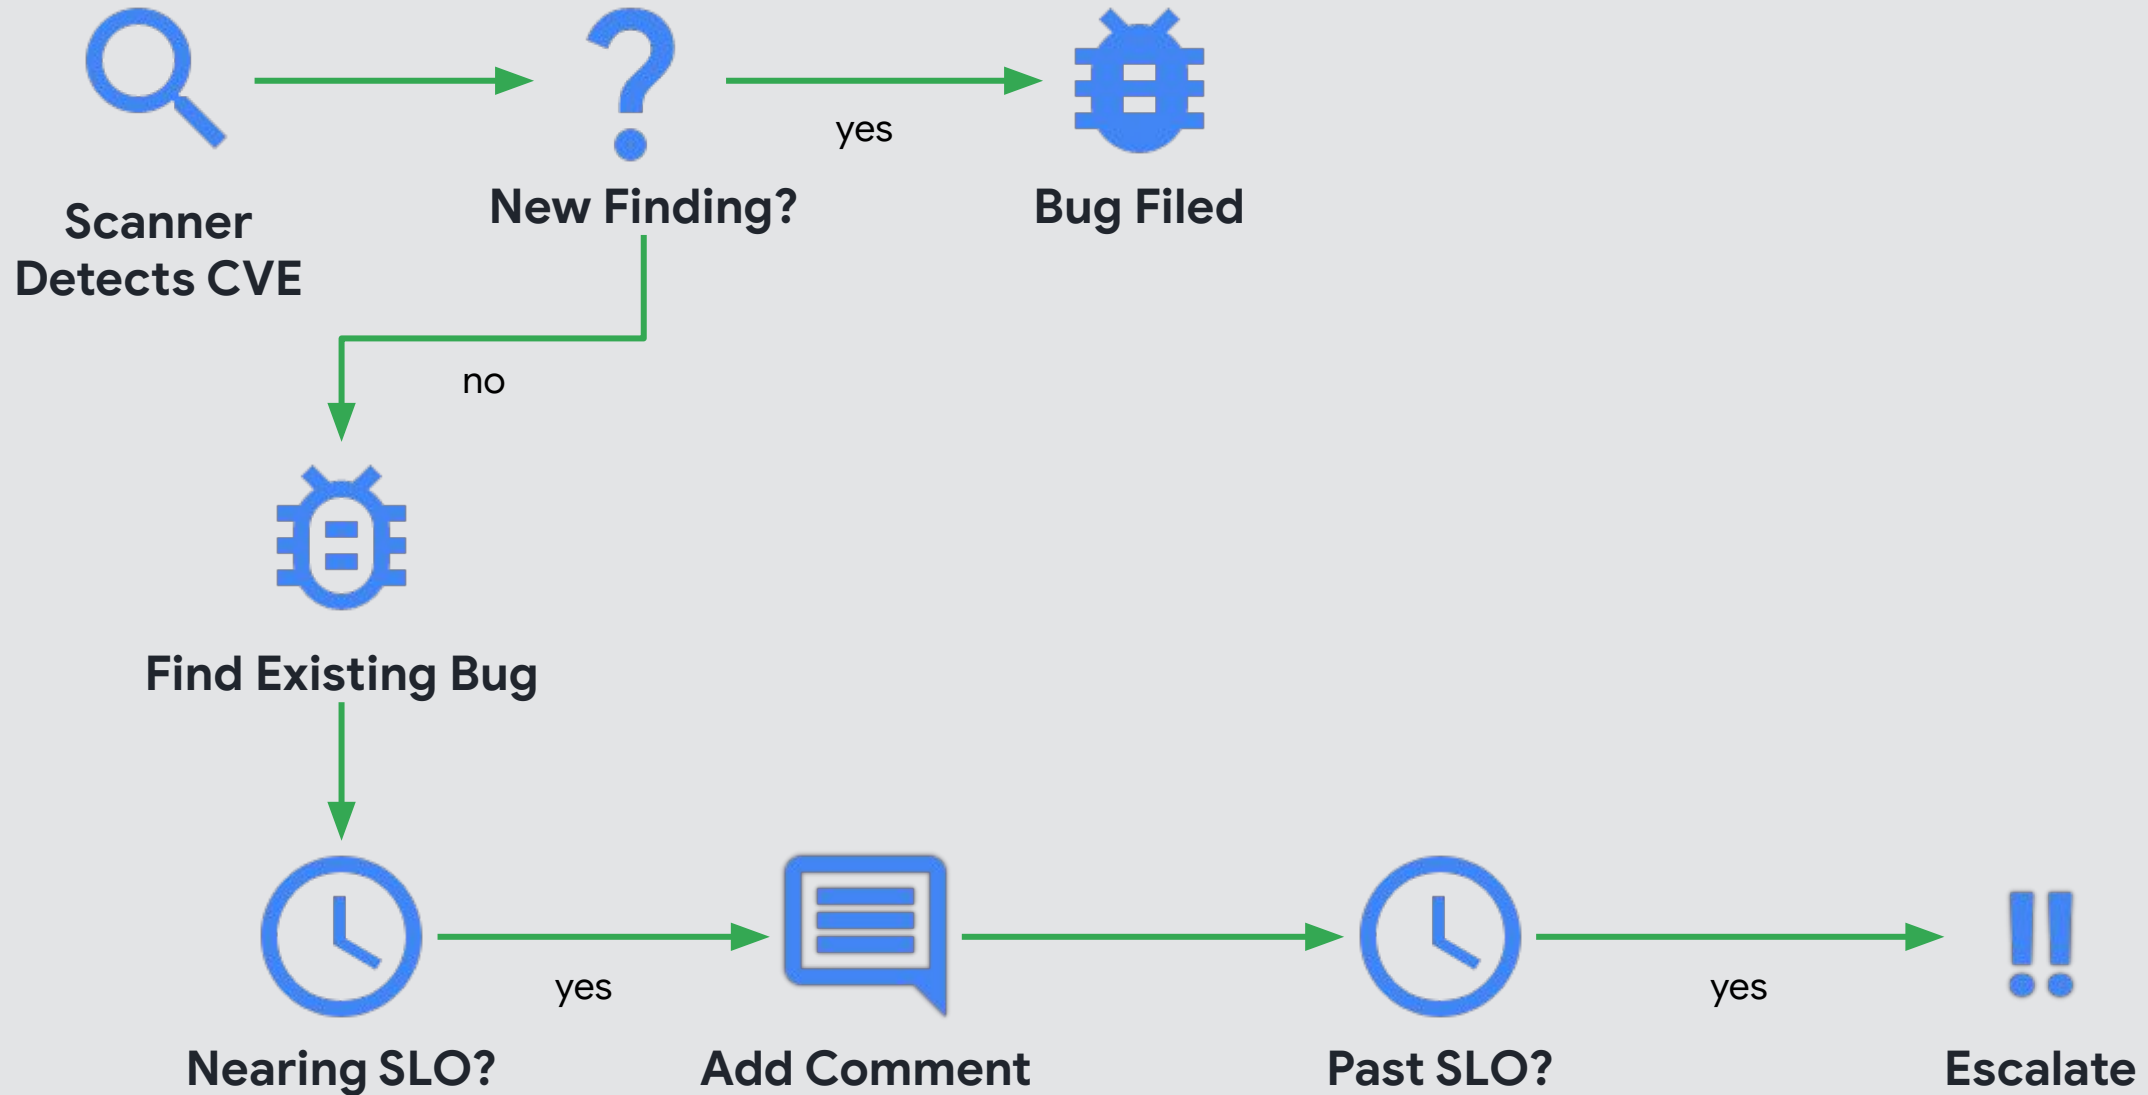 Scanner
Detects CVE
New Finding?
yes
Bug Filed
no
Find Existing Bug
Nearing SLO?
yes
Add Comment
Past SLO?
yes
!!
Escalate